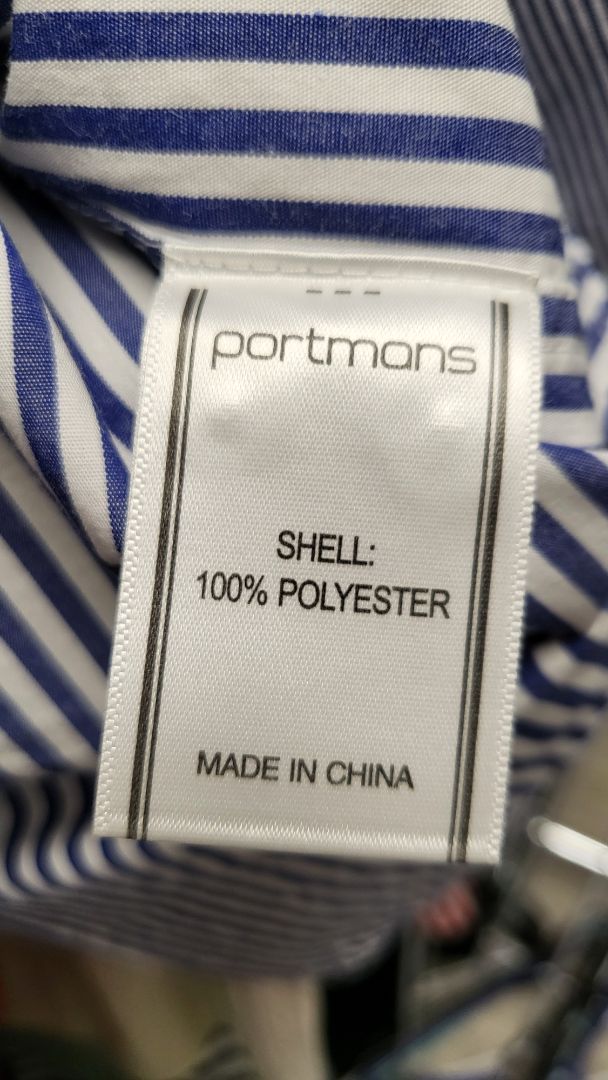 portmans
SHELL:
100% POLYESTER
MADE IN CHINA